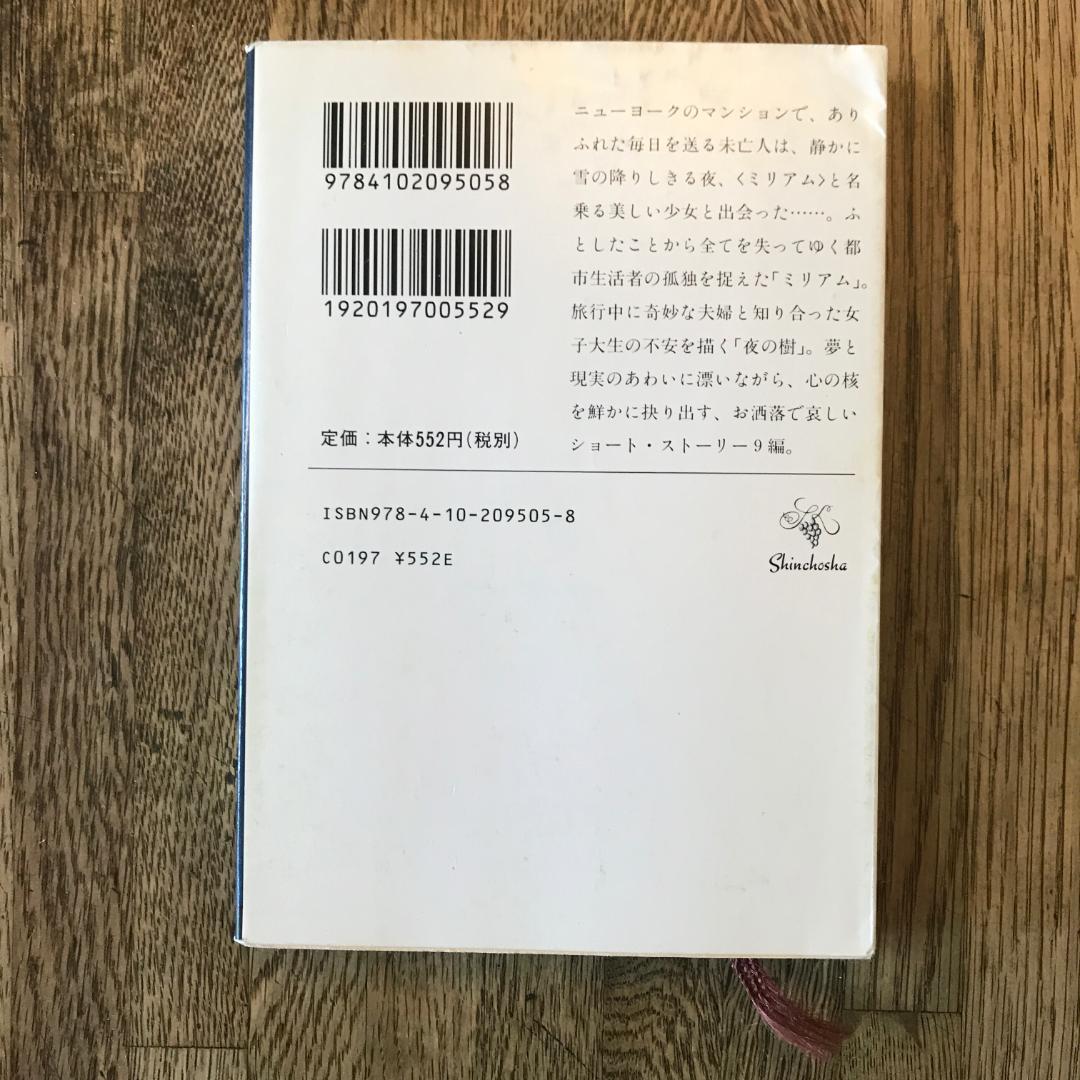 9784102095058
1920197005529
定価：本体552円（税別）
ニューヨークのマンションで、あり
ふれた毎日を送る未亡人は、静かに
雪の降りしきる夜、〈ミリアム〉と名
乗る美しい少女と出会った……。ふ
としたことから全てを失ってゆく都
市生活者の孤独を捉えた「ミリアム」。
旅行中に奇妙な夫婦と知り合った女
子大生の不安を描く「夜の樹」。夢と
現実のあわいに漂いながら、心の核
を鮮かに抉り出す、お洒落で哀しい
ショート・ストーリー9編。
ISBN978-4-10-209505-8
C0197 ¥552E
Shinchosha